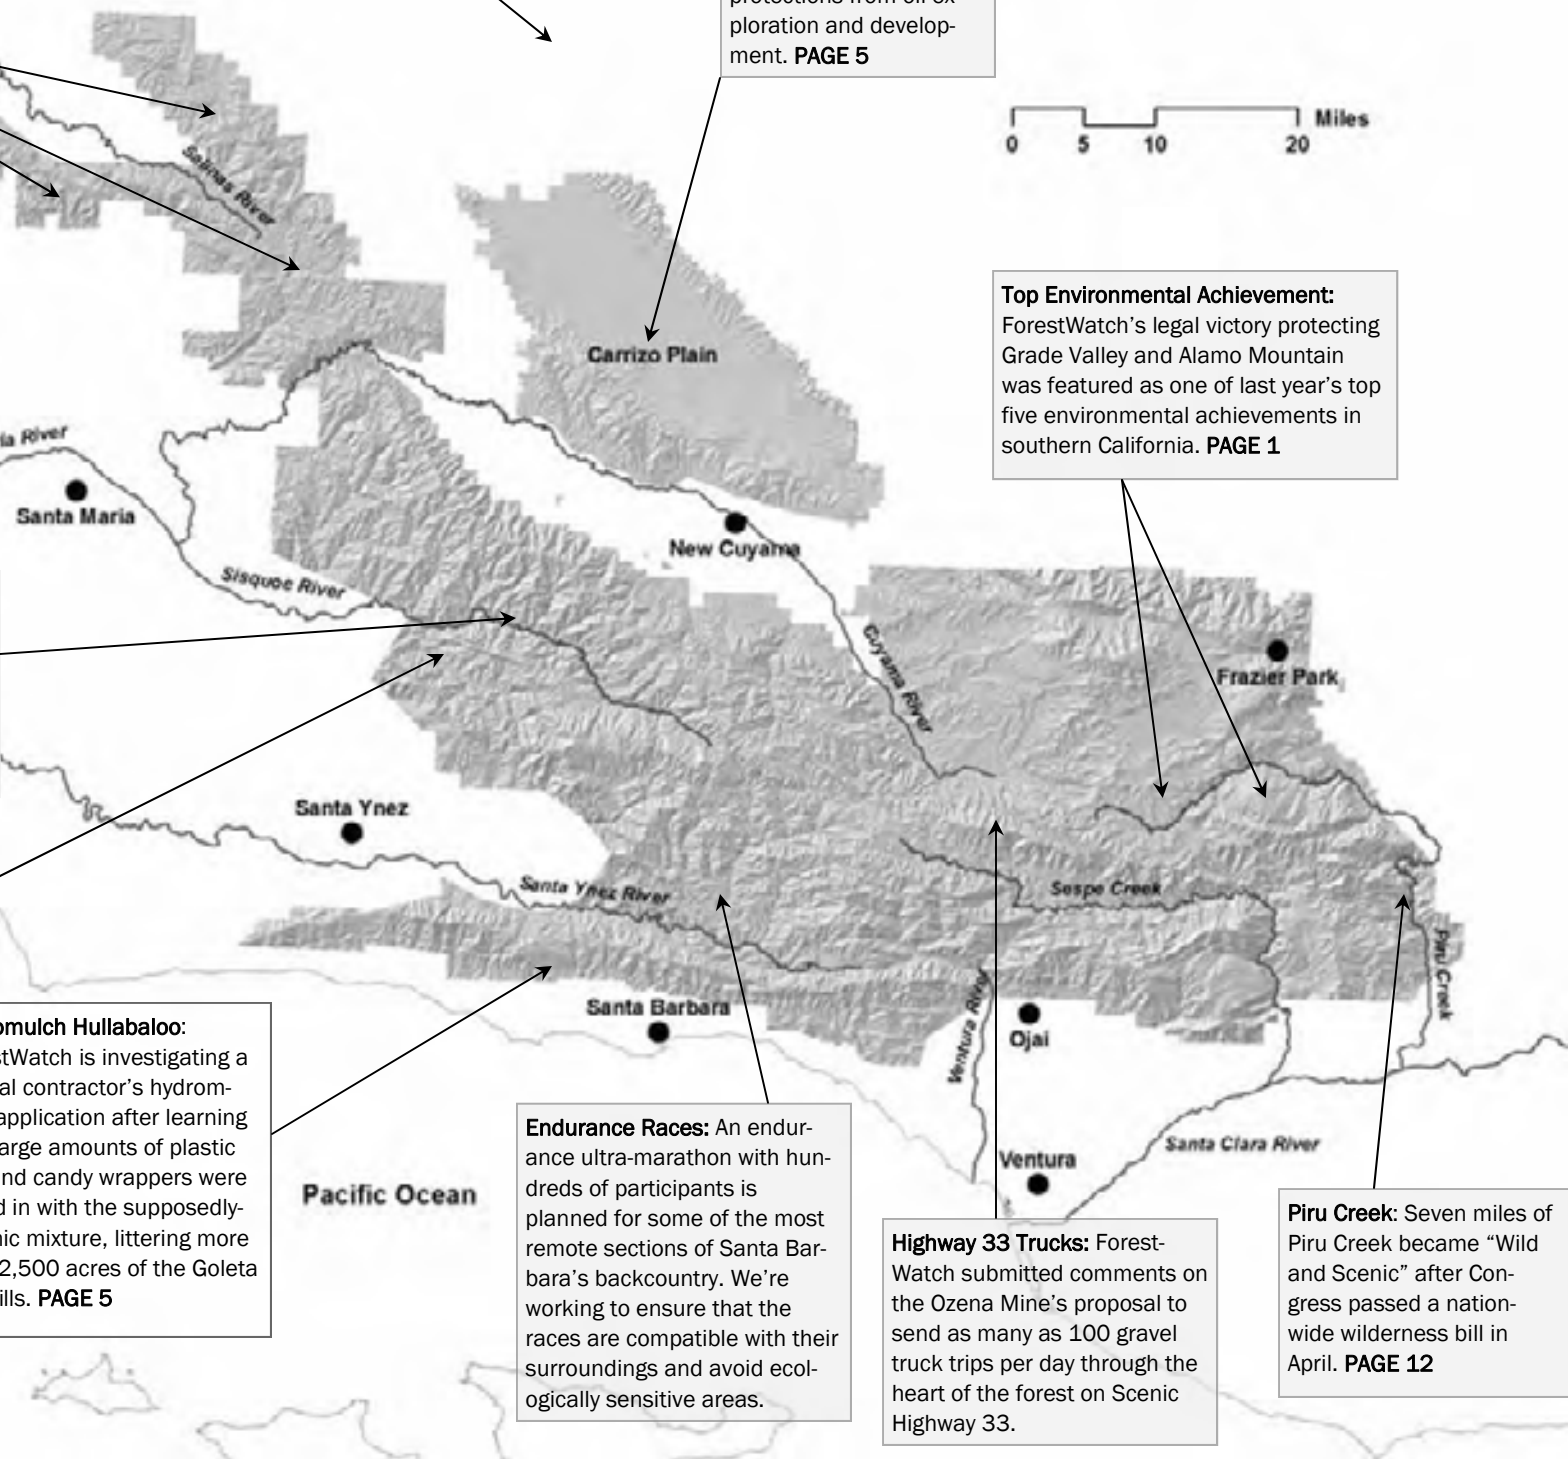 ploration and develop-
ment. PAGE 5
Miles
0 5 10 20
Salinas River
Carrizo Plain
Top Environmental Achievement:
ForestWatch’s legal victory protecting
Grade Valley and Alamo Mountain
was featured as one of last year’s top
five environmental achievements in
southern California. PAGE 1
River
Santa Maria
New Cuyama
Sisquoc River
Cuyama River
Frazier Park
Santa Ynez
Santa Ynez River
Sespe Creek
Piru Creek
Santa Barbara
Ventura River
Ojai
omulch Hullabaloo:
stWatch is investigating a
al contractor’s hydrom-
application after learning
arge amounts of plastic
nd candy wrappers were
d in with the supposedly-
nic mixture, littering more
2,500 acres of the Goleta
ills. PAGE 5
Pacific Ocean
Endurance Races: An endur-
ance ultra-marathon with hun-
dreds of participants is
planned for some of the most
remote sections of Santa Bar-
bara’s backcountry. We’re
working to ensure that the
races are compatible with their
surroundings and avoid ecol-
ogically sensitive areas.
Ventura
Santa Clara River
Highway 33 Trucks: Forest-
Watch submitted comments on
the Ozena Mine’s proposal to
send as many as 100 gravel
truck trips per day through the
heart of the forest on Scenic
Highway 33.
Piru Creek: Seven miles of
Piru Creek became “Wild
and Scenic” after Con-
gress passed a nation-
wide wilderness bill in
April. PAGE 12